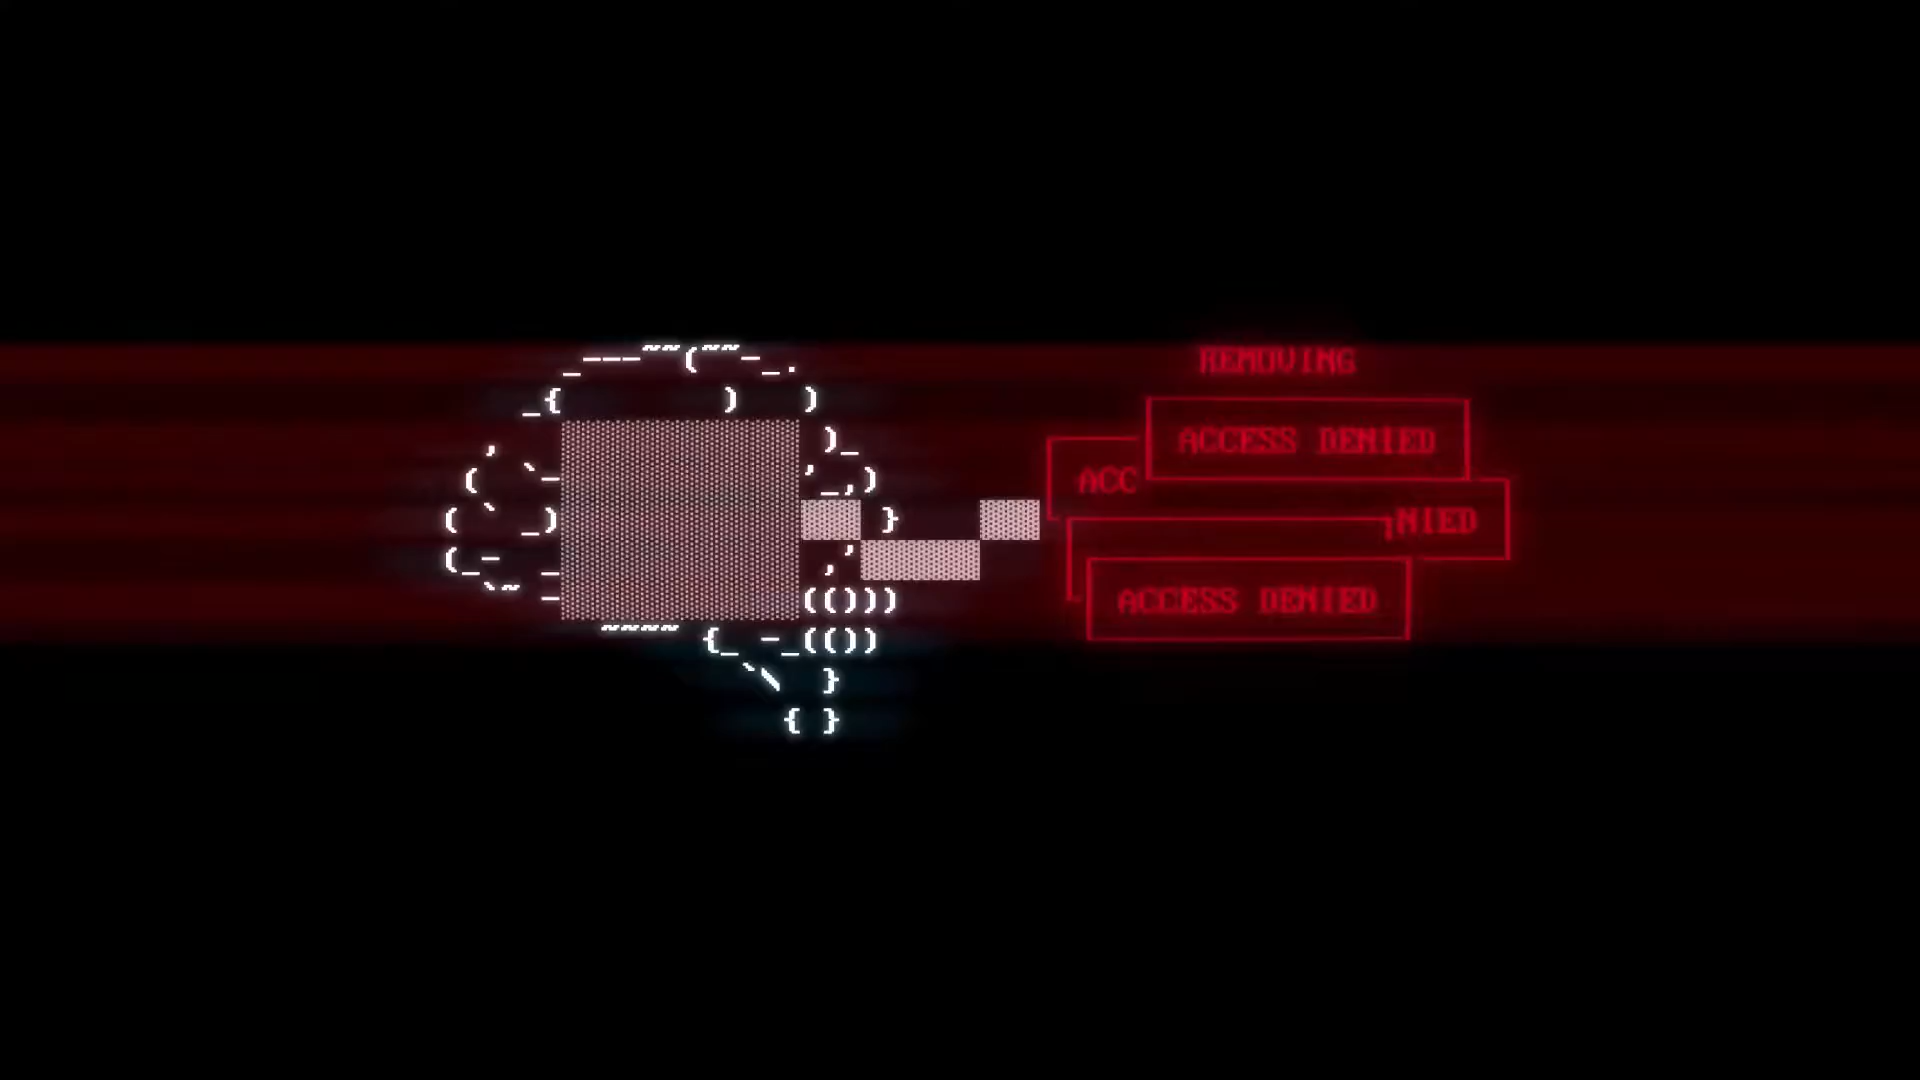 REMOVING
ACCESS DENIED
ACC
NIED
ACCESS DENIED